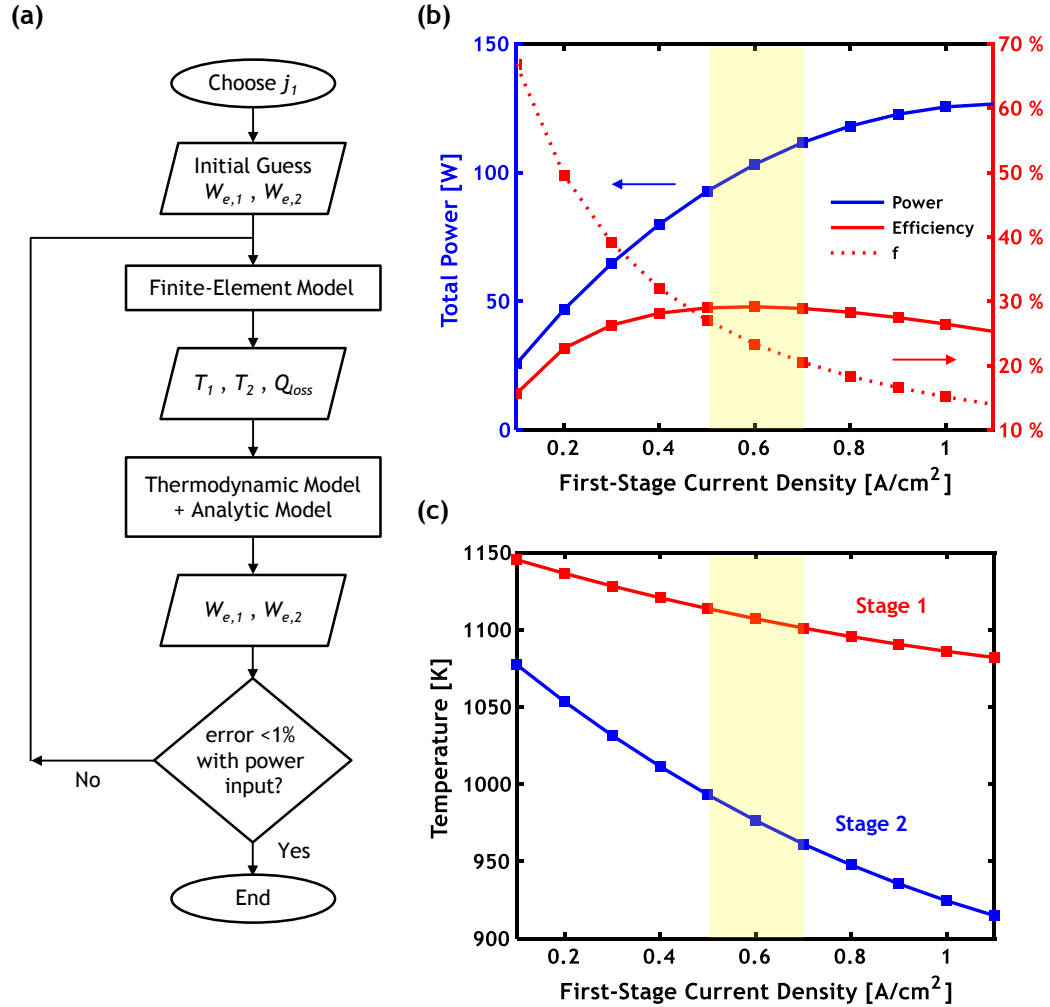 (a)
Choose j1
Initial Guess
We,1 , We,2
Finite-Element Model
T1 , T2 , Qloss
Thermodynamic Model
+ Analytic Model
We,1 , We,2
error <1%
with power
input?
No
Yes
End
(b)
150
100
50
0
Total Power [W]
70 %
60 %
50 %
40 %
30 %
20 %
10 %
Power
Efficiency
f
0.2
0.4
0.6
0.8
1
First-Stage Current Density [A/cm2]
(c)
1150
1100
1050
1000
950
900
Temperature [K]
Stage 1
Stage 2
0.2
0.4
0.6
0.8
1
First-Stage Current Density [A/cm2]